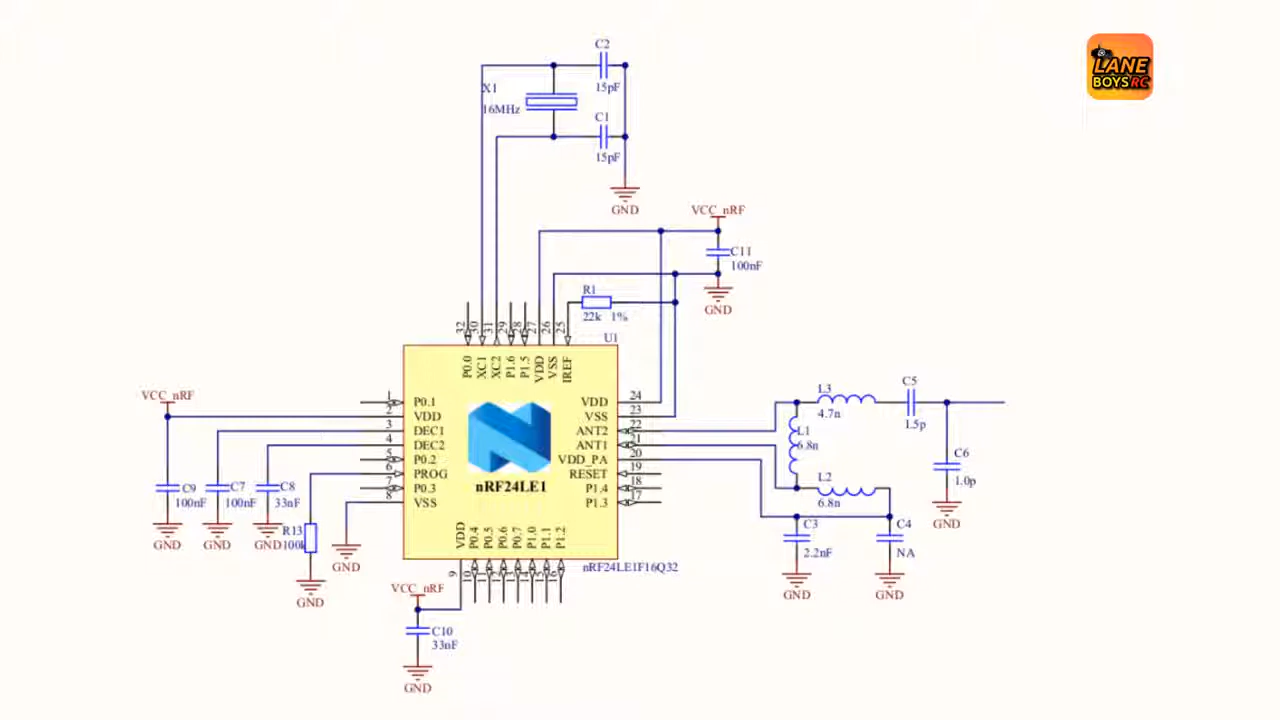 LANE
BOYS RC
C2
X1
15pF
16MHz
C1
15pF
GND
VCC_nRF
C11
100nF
R1
GND
22k 1%
U1
32
30
31
29
28
27
26
25
P0.0
XC1
XC2
P1.6
P1.5
VDD
VSS
IREF
VCC_nRF
1
P0.1
2
VDD
3
DEC1
4
DEC2
5
P0.2
6
PROG
7
P0.3
8
VSS
VDD
24
VSS
23
ANT2
22
ANT1
21
VDD_PA
20
RESET
19
P1.4
18
P1.3
17
nRF24LE1
L3
4.7n
C5
1.5p
L1
6.8n
C6
1.0p
L2
6.8n
GND
C3
2.2nF
C4
NA
GND
GND
C9
100nF
C7
100nF
C8
33nF
R13
100k
GND
GND
GND
GND
GND
VDD
P0.4
P0.5
P0.6
P0.7
P1.0
P1.1
P1.2
9
10
nRF24LE1F16Q32
VCC_nRF
C10
33nF
GND